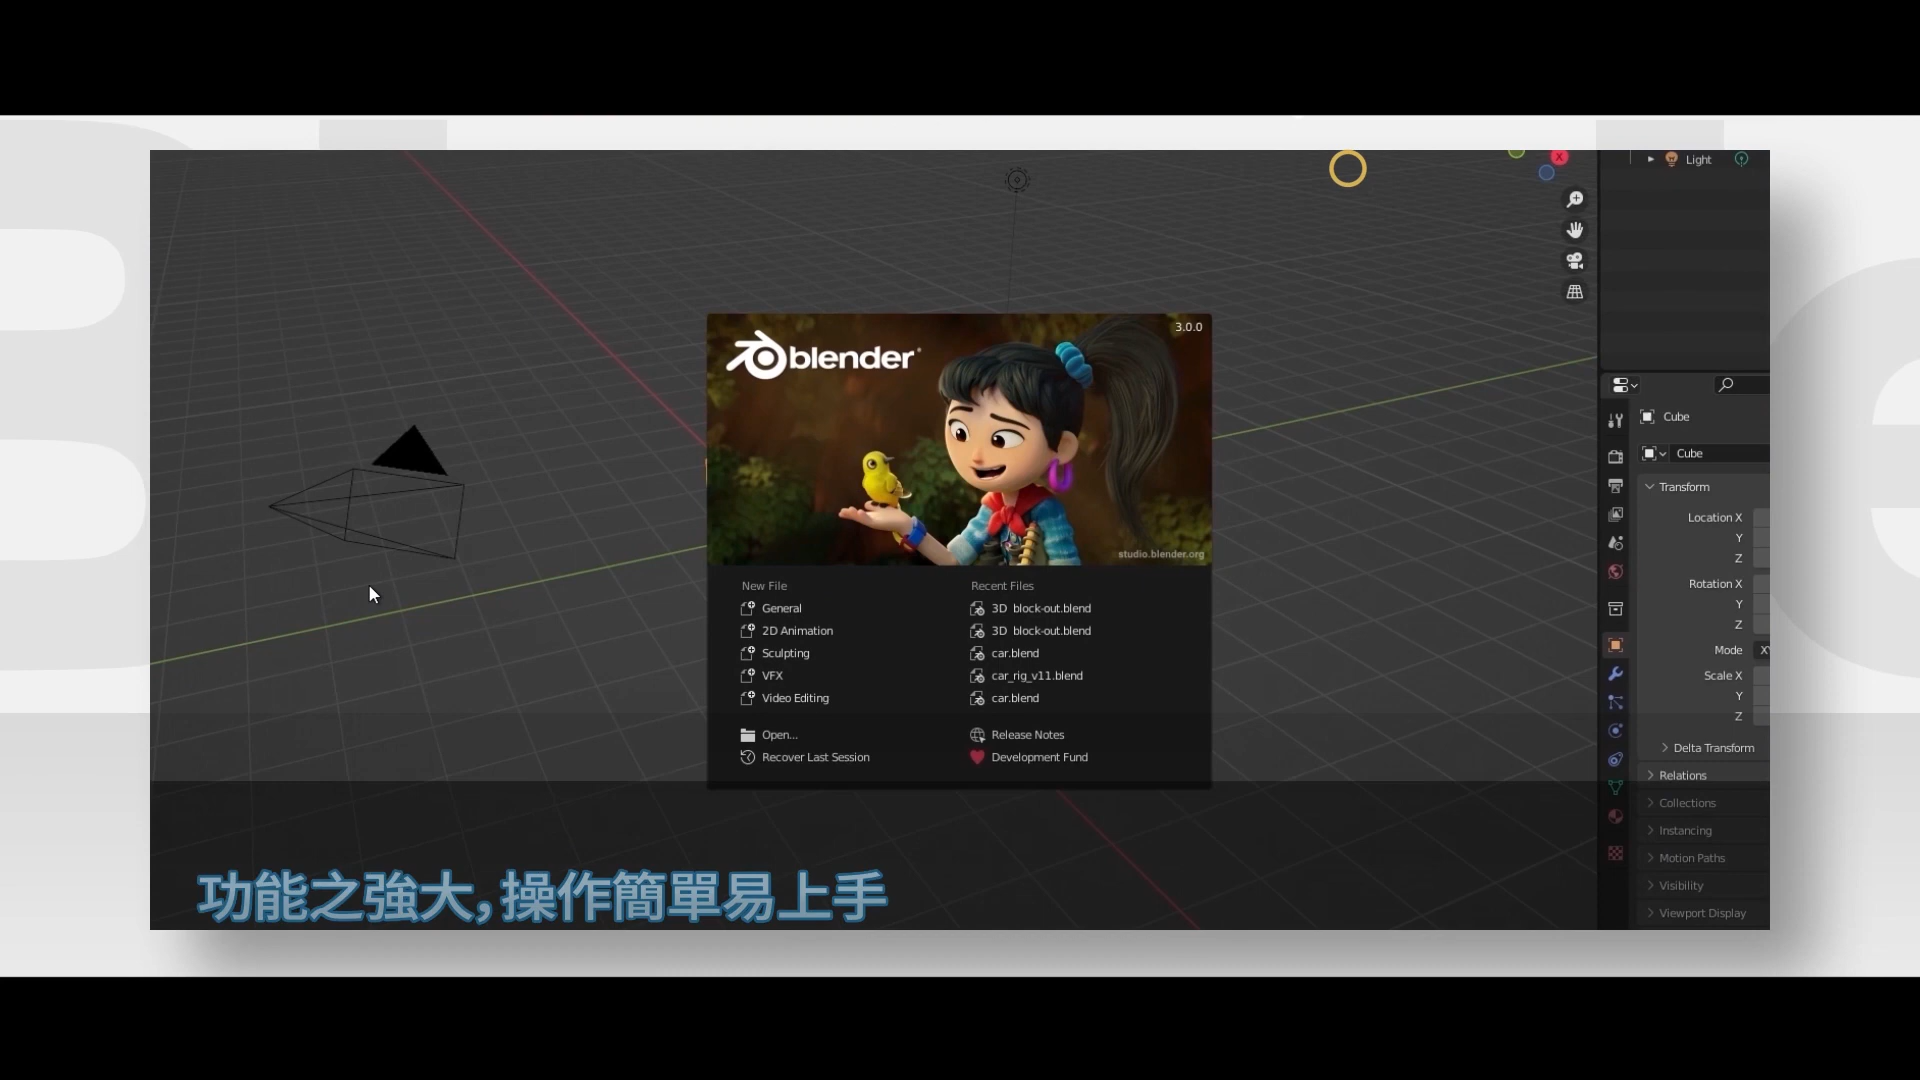 X
Light
3.0.0
blender
studio.blender.org
New File
General
2D Animation
Sculpting
VFX
Video Editing
Open...
Recover Last Session
Recent Files
3D block-out.blend
3D block-out.blend
car.blend
car_rig_v11.blend
car.blend
Release Notes
Development Fund
Cube
Cube
Transform
Location X
Y
Z
Rotation X
Y
Z
Mode
Scale X
Y
Z
Delta Transform
Relations
Collections
Instancing
Motion Paths
Visibility
Viewport Display
功能之強大,操作簡單易上手